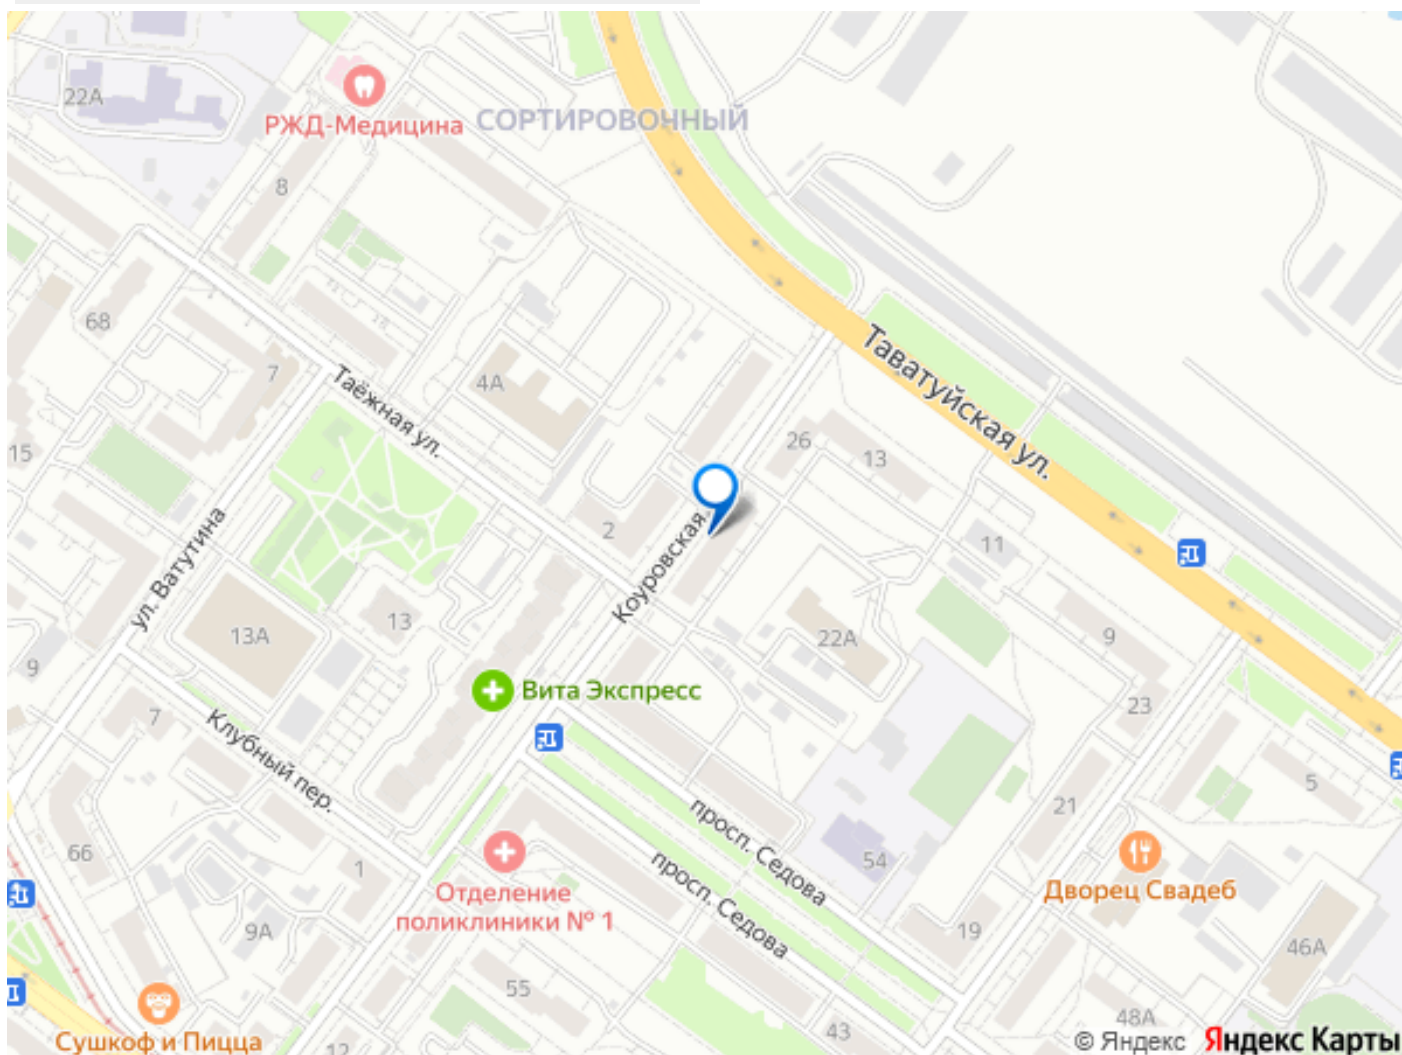 22А
РЖД-Медицина
СОРТИРОВОЧНЫЙ
8
68
7
4А
Таёжная ул.
Таватуйская ул.
15
26
13
2
Коуровская
11
ул. Ватутина
13А
13
22А
9
9
Вита Экспресс
23
7
Клубный пер.
5
21
просп. Седова
66
1
54
просп. Седова
Отделение
поликлиники № 1
Дворец Свадеб
9А
19
46А
55
48А
43
Сушкоф и Пицца
12
© Яндекс Яндекс Карты